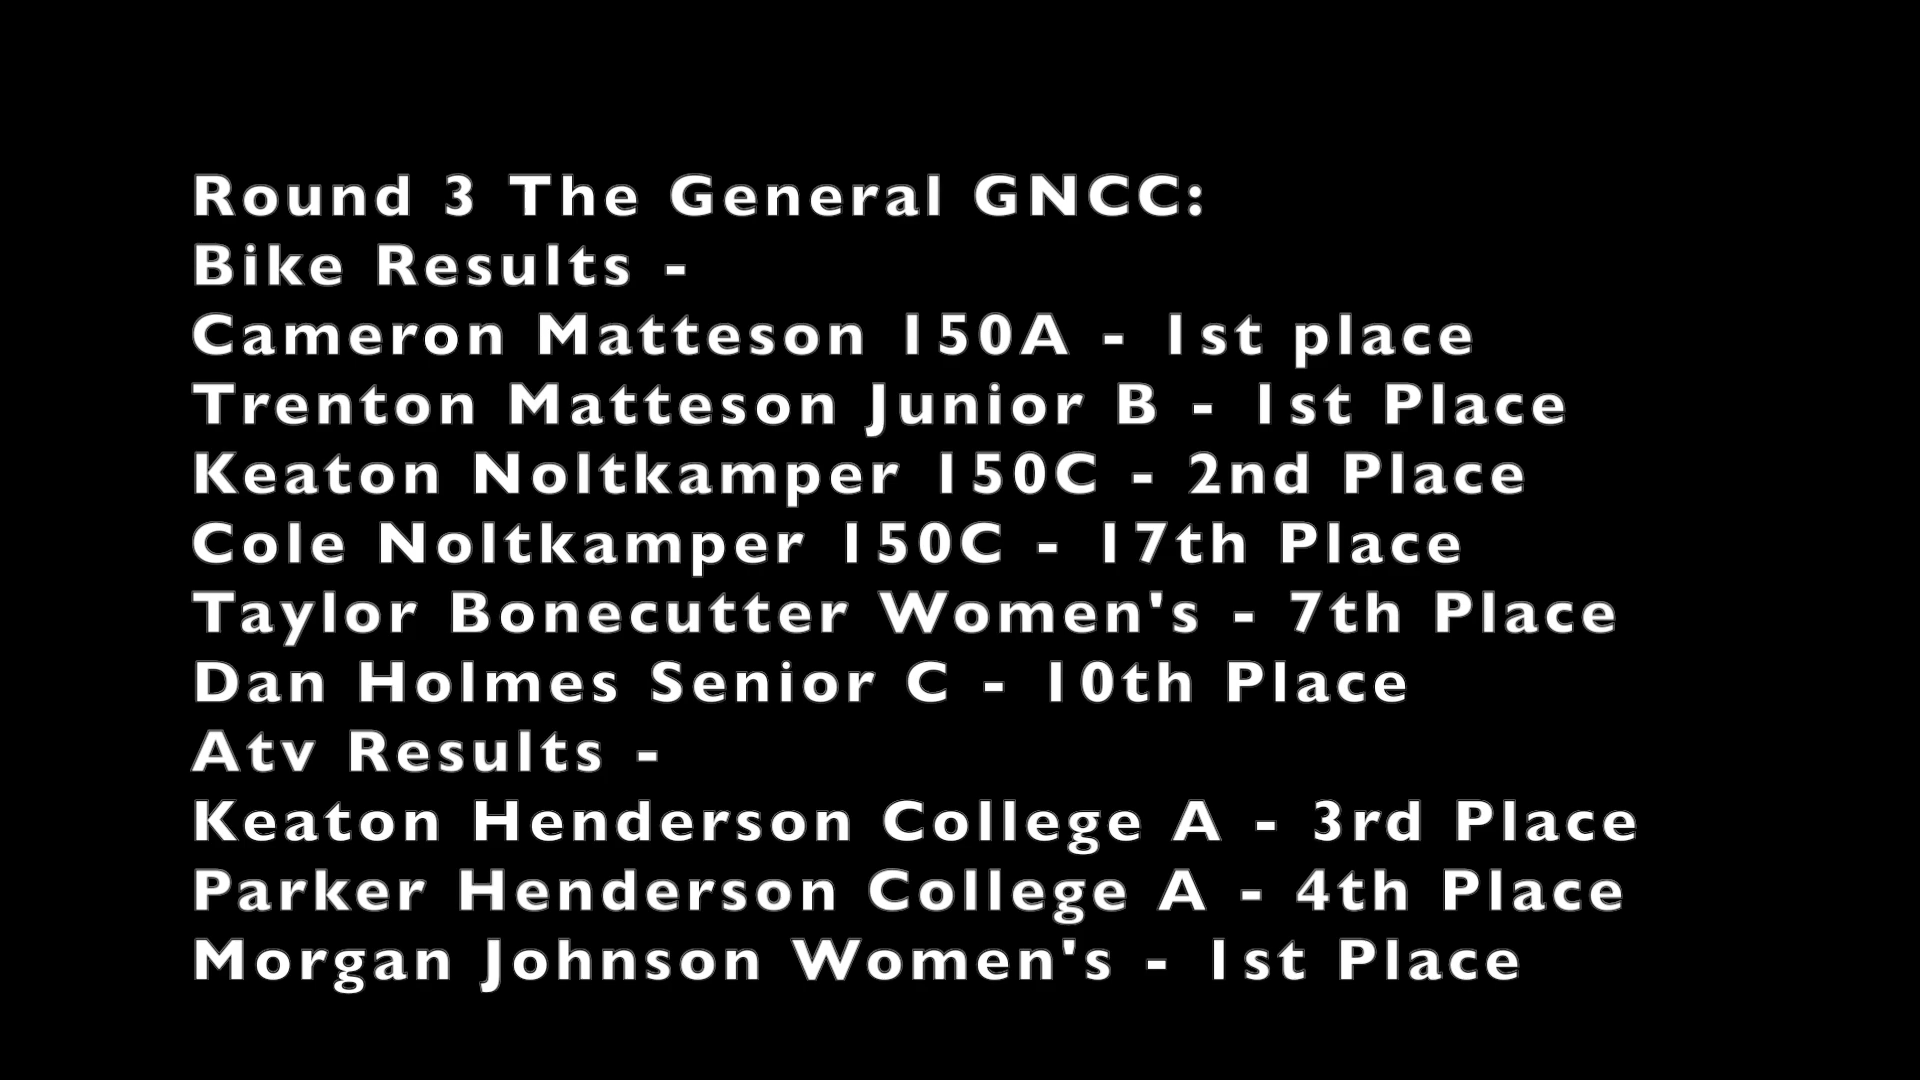 Round 3 The General GNCC:
Bike Results -
Cameron Matteson 150A - 1st place
Trenton Matteson Junior B - 1st Place
Keaton Noltkamper 150C - 2nd Place
Cole Noltkamper 150C - 17th Place
Taylor Bonecutter Women's - 7th Place
Dan Holmes Senior C - 10th Place
Atv Results -
Keaton Henderson College A - 3rd Place
Parker Henderson College A - 4th Place
Morgan Johnson Women's - 1st Place